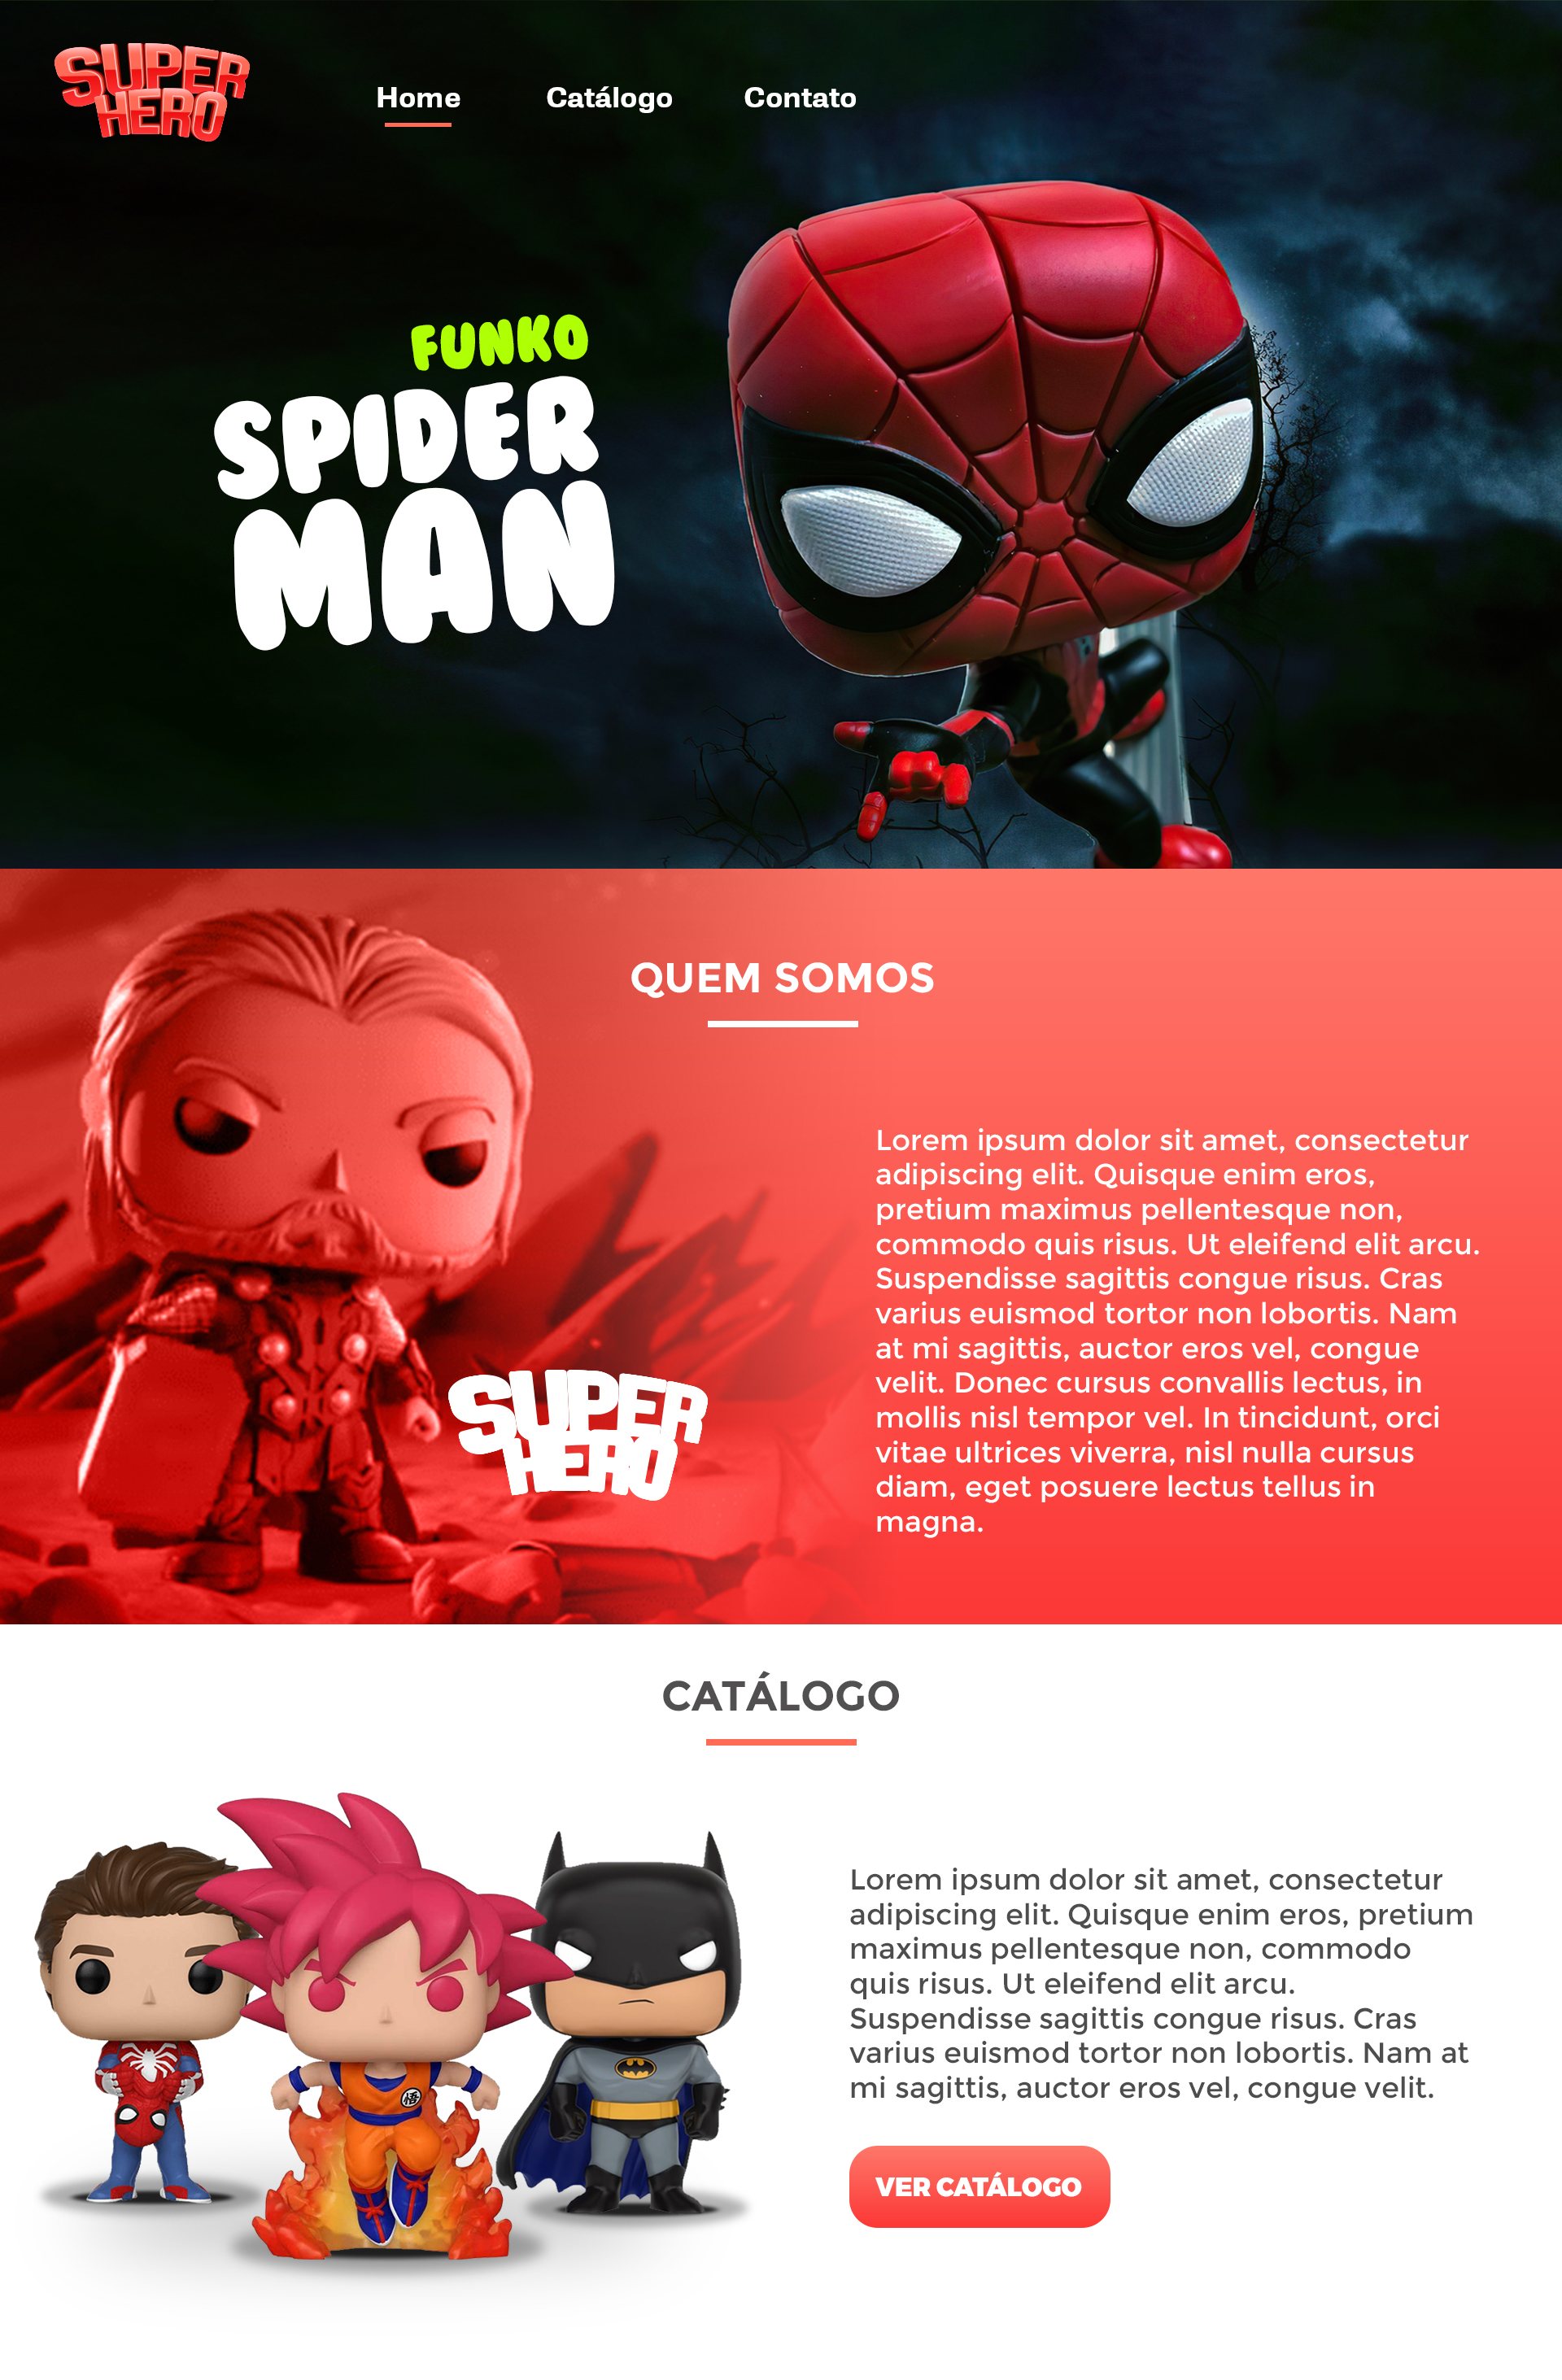 SUPER
HERO
Home Catálogo Contato
FUNKO
SPIDER
MAN
QUEM SOMOS
Lorem ipsum dolor sit amet, consectetur
adipiscing elit. Quisque enim eros,
pretium maximus pellentesque non,
commodo quis risus. Ut eleifend elit arcu.
Suspendisse sagittis congue risus. Cras
varius euismod tortor non lobortis. Nam
at mi sagittis, auctor eros vel, congue
velit. Donec cursus convallis lectus, in
mollis nisl tempor vel. In tincidunt, orci
vitae ultrices viverra, nisl nulla cursus
diam, eget posuere lectus tellus in
magna.
SUPER
HERO
CATÁLOGO
Lorem ipsum dolor sit amet, consectetur
adipiscing elit. Quisque enim eros, pretium
maximus pellentesque non, commodo
quis risus. Ut eleifend elit arcu.
Suspendisse sagittis congue risus. Cras
varius euismod tortor non lobortis. Nam at
mi sagittis, auctor eros vel, congue velit.
悟
VER CATÁLOGO